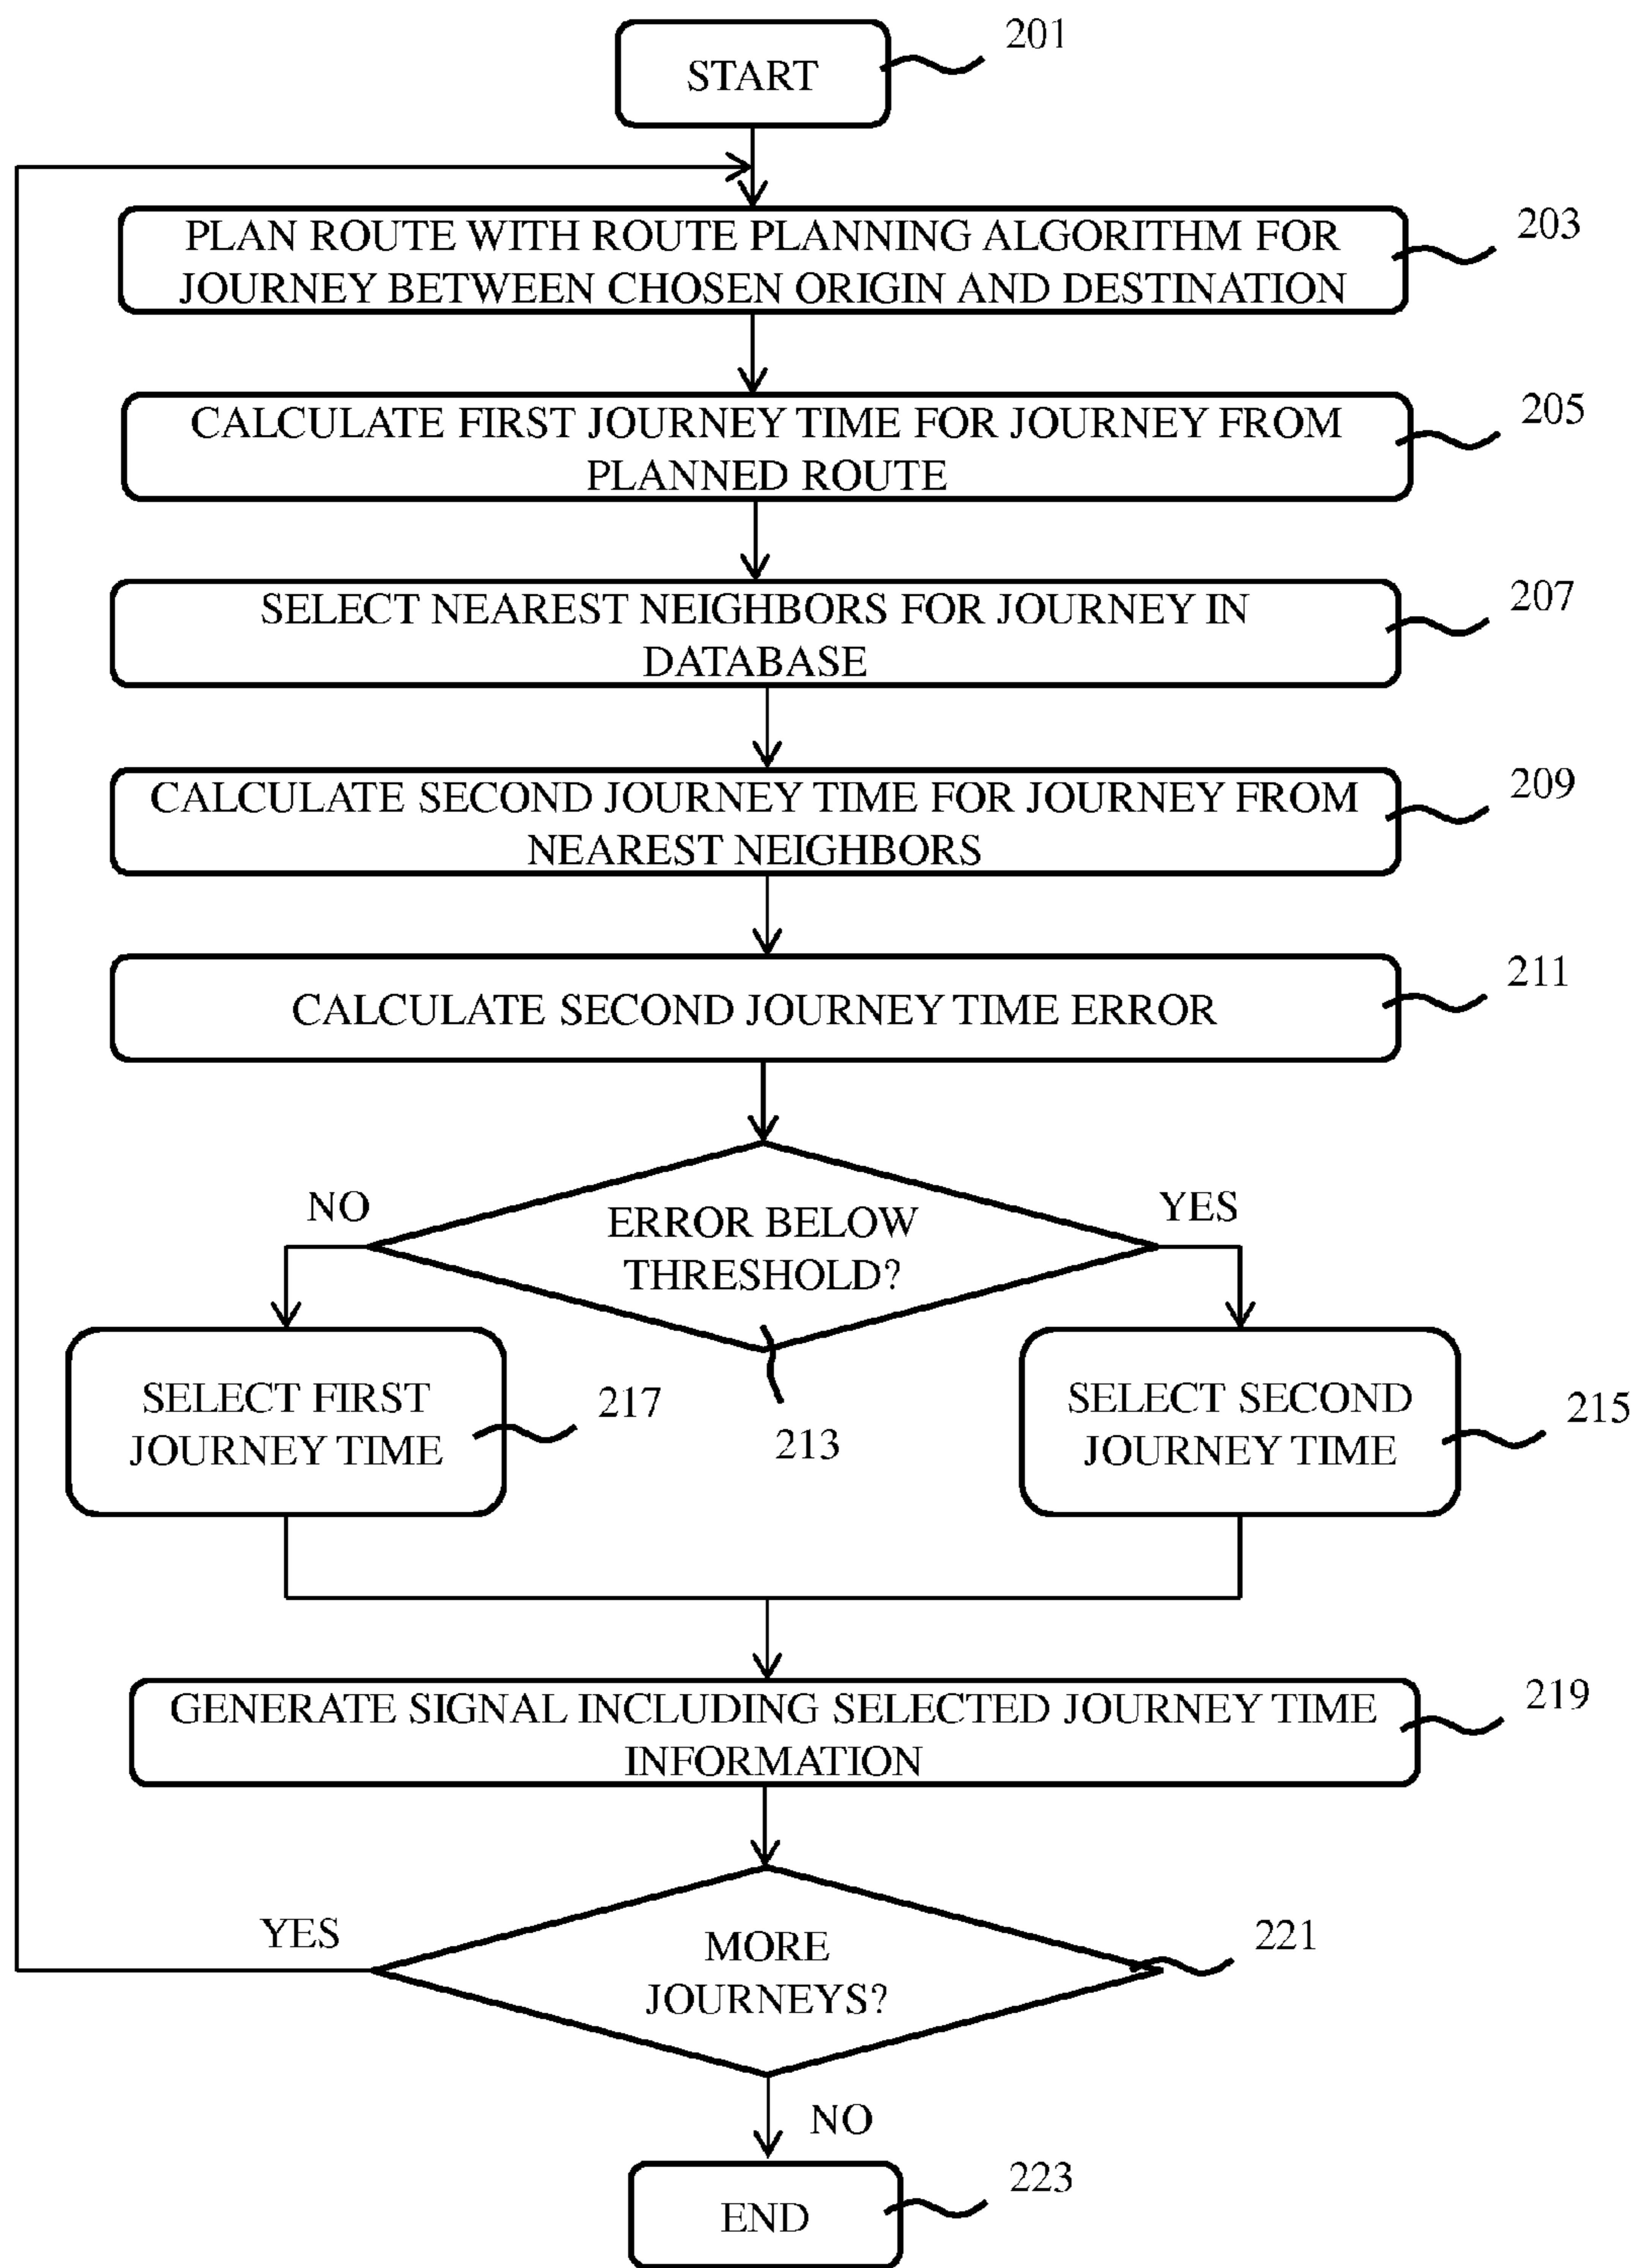 201
START
203
PLAN ROUTE WITH ROUTE PLANNING ALGORITHM FOR
JOURNEY BETWEEN CHOSEN ORIGIN AND DESTINATION
205
CALCULATE FIRST JOURNEY TIME FOR JOURNEY FROM
PLANNED ROUTE
207
SELECT NEAREST NEIGHBORS FOR JOURNEY IN
DATABASE
209
CALCULATE SECOND JOURNEY TIME FOR JOURNEY FROM
NEAREST NEIGHBORS
211
CALCULATE SECOND JOURNEY TIME ERROR
NO
YES
ERROR BELOW
THRESHOLD?
213
SELECT FIRST
JOURNEY TIME
217
SELECT SECOND
JOURNEY TIME
215
219
GENERATE SIGNAL INCLUDING SELECTED JOURNEY TIME
INFORMATION
YES
MORE
JOURNEYS?
221
NO
223
END